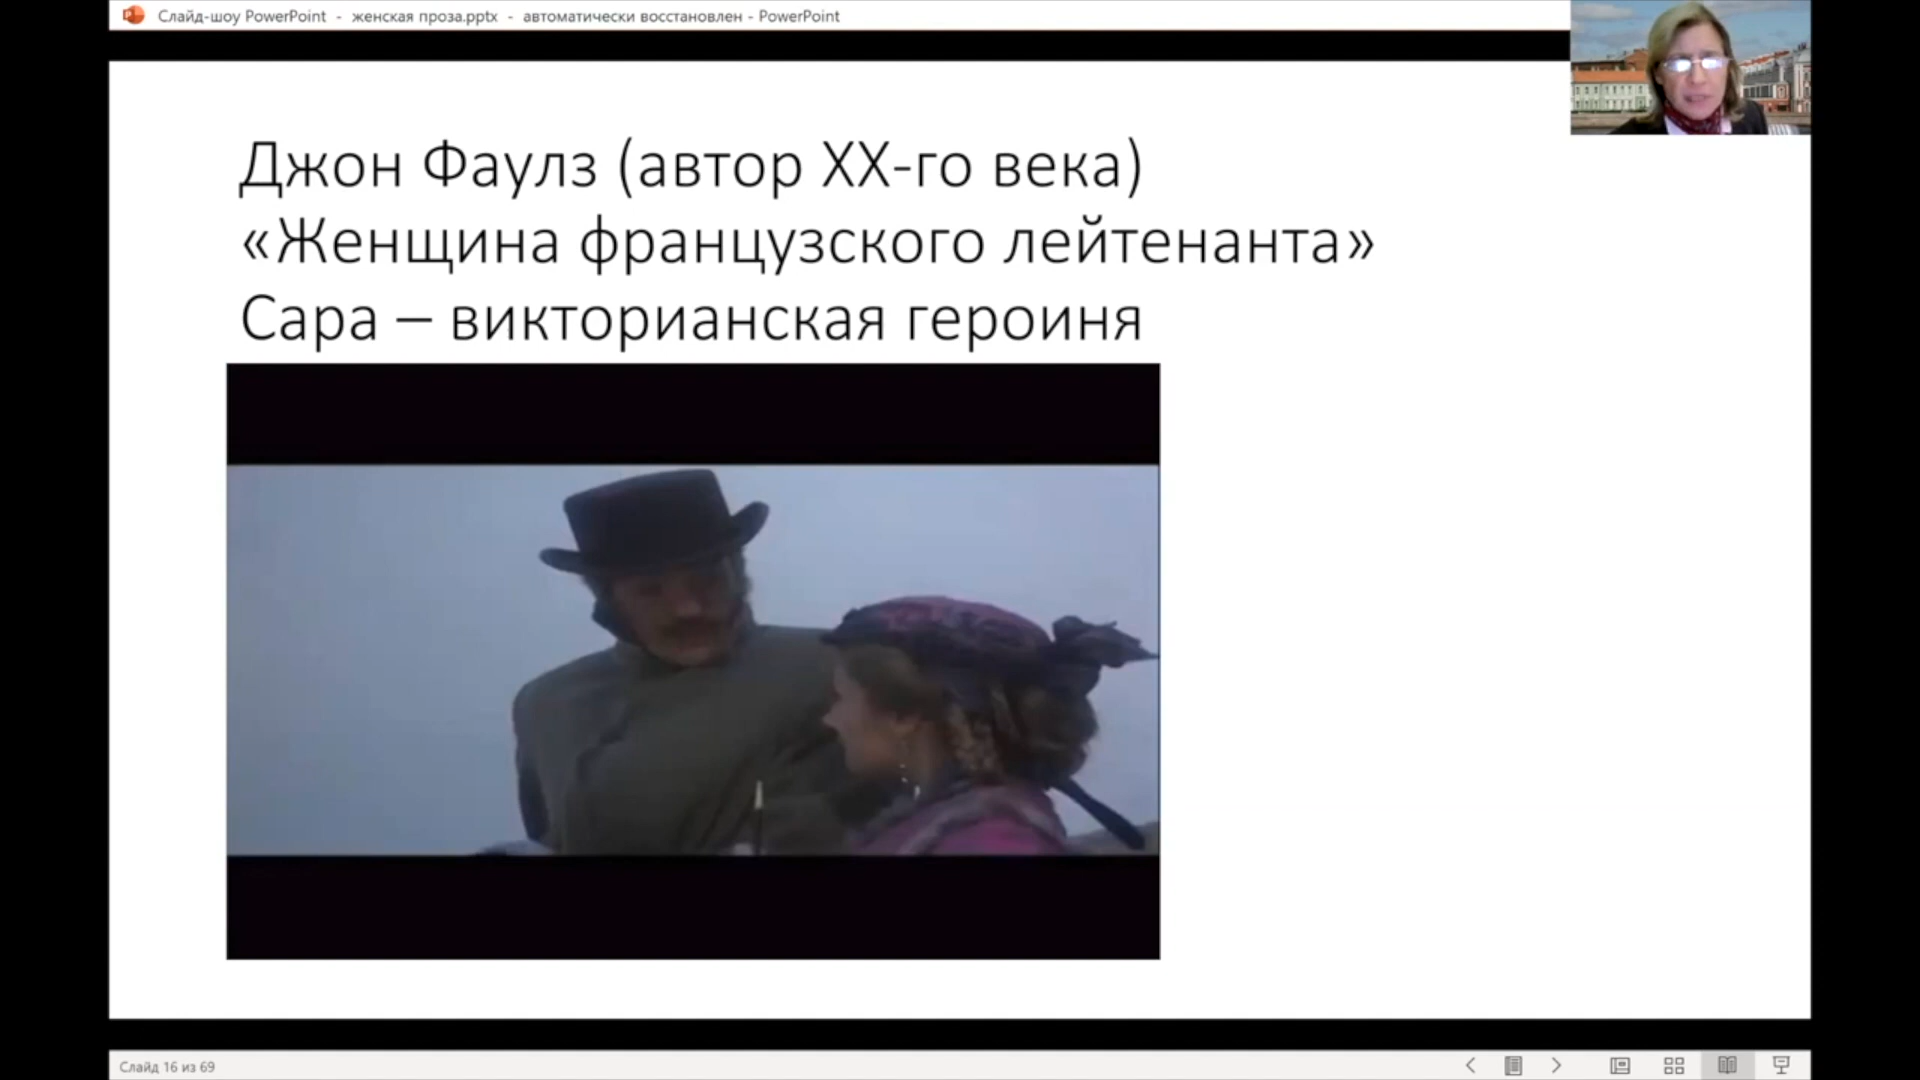 Слайд-шоу PowerPoint - женская проза.pptx - автоматически восстановлен - PowerPoint
Джон Фаулз (автор XX-го века)
«Женщина французского лейтенанта»
Сара – викторианская героиня
Слайд 16 из 69